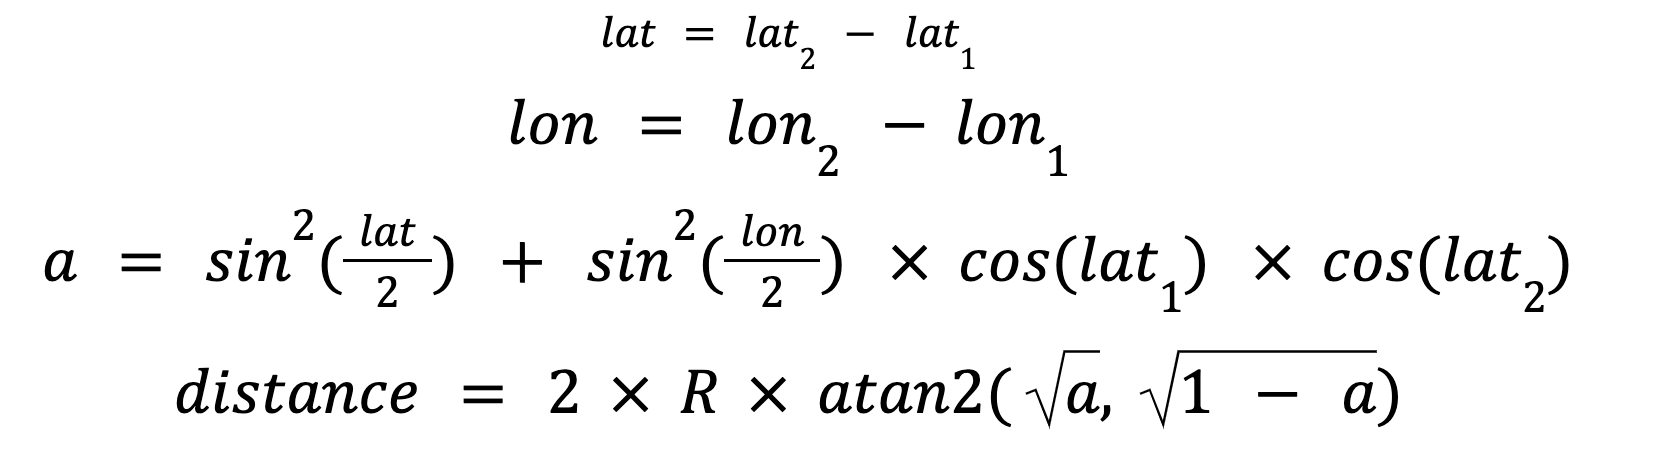 lat = lat₂ − lat₁
lon = lon₂ − lon₁
a = sin²(lat/2) + sin²(lon/2) × cos(lat₁) × cos(lat₂)
distance = 2 × R × atan2(√a, √1 − a)